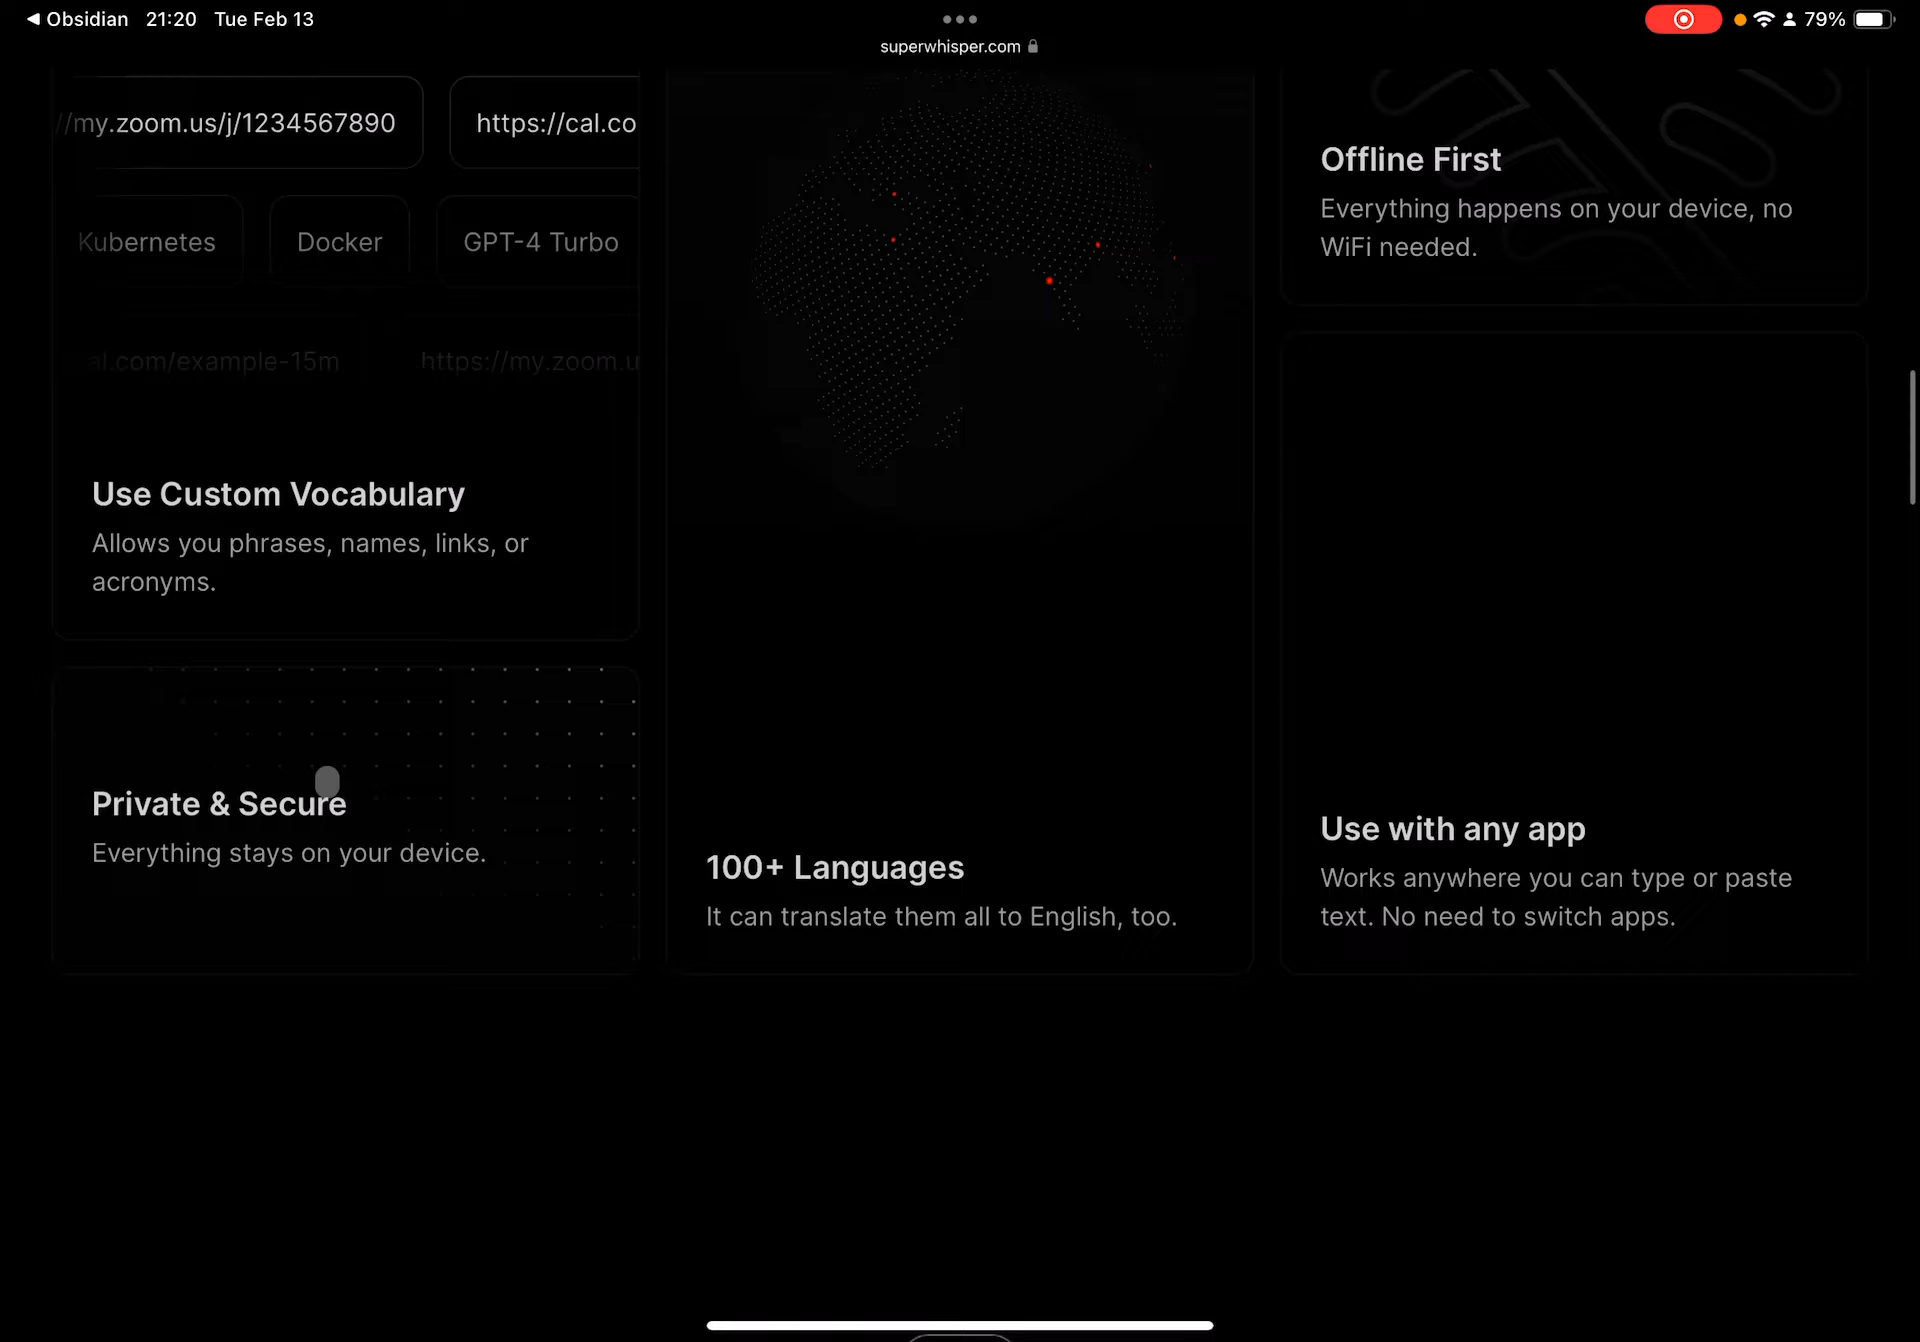 Obsidian 21:20 Tue Feb 13
79%
superwhisper.com
//my.zoom.us/j/1234567890
https://cal.co
Kubernetes
Docker
GPT-4 Turbo
al.com/example-15m
https://my.zoom.u
Use Custom Vocabulary
Allows you phrases, names, links, or
acronyms.
Private & Secure
Everything stays on your device.
100+ Languages
It can translate them all to English, too.
Offline First
Everything happens on your device, no
WiFi needed.
Use with any app
Works anywhere you can type or paste
text. No need to switch apps.